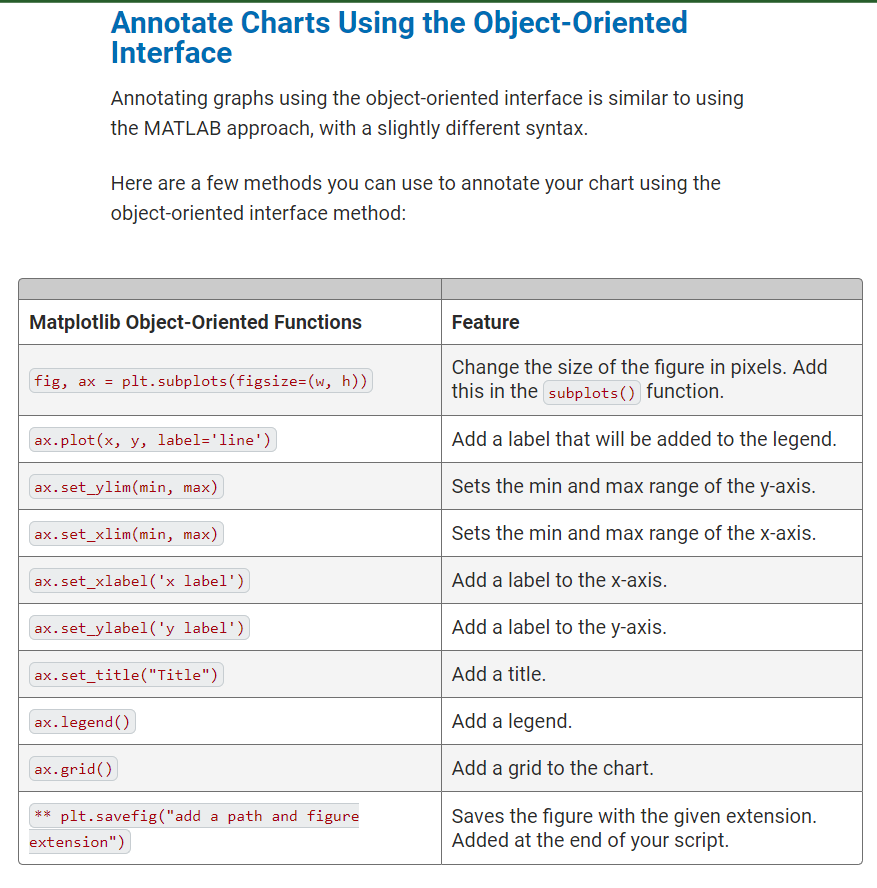 Annotate Charts Using the Object-Oriented
Interface
Annotating graphs using the object-oriented interface is similar to using
the MATLAB approach, with a slightly different syntax.
Here are a few methods you can use to annotate your chart using the
object-oriented interface method:
Matplotlib Object-Oriented Functions
Feature
fig, ax = plt.subplots(figsize=(w, h))
Change the size of the figure in pixels. Add
this in the subplots() function.
ax.plot(x, y, label='line')
Add a label that will be added to the legend.
ax.set_ylim(min, max)
Sets the min and max range of the y-axis.
ax.set_xlim(min, max)
Sets the min and max range of the x-axis.
ax.set_xlabel('x label')
Add a label to the x-axis.
ax.set_ylabel('y label')
Add a label to the y-axis.
ax.set_title("Title")
Add a title.
ax.legend()
Add a legend.
ax.grid()
Add a grid to the chart.
** plt.savefig("add a path and figure
extension")
Saves the figure with the given extension.
Added at the end of your script.